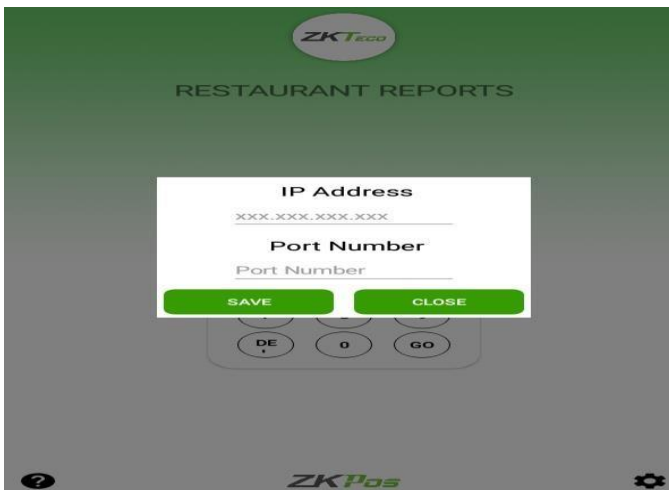 ZKTeco
RESTAURANT REPORTS
IP Address
xxx.xxx.xxx.xxx
Port Number
Port Number
SAVE CLOSE
DE 0 GO
? ZKPos